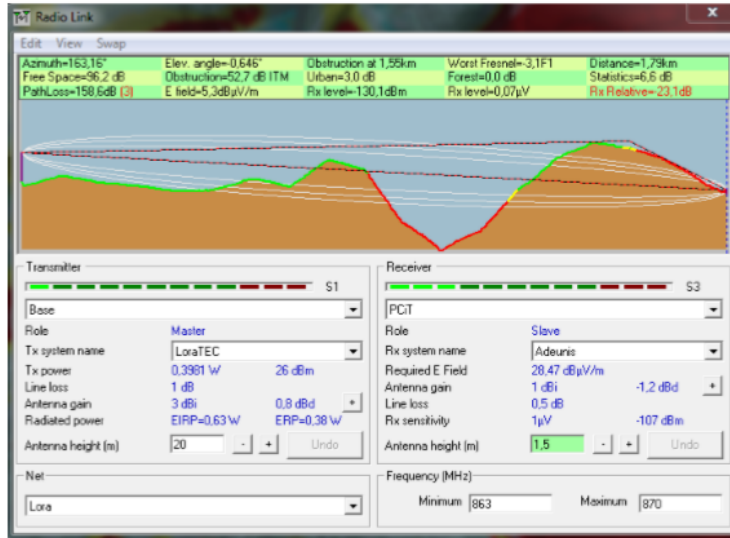 Radio Link
Edit View Swap
Azimuth=163,16° Elev. angle=-0,646° Obstruction at 1,55km Worst Fresnel=-3,1F1 Distance=1,79km
Free Space=96,2 dB Obstruction=52,7 dB ITM Urban=3,0 dB Forest=0,0 dB Statistics=6,6 dB
PathLoss=158,6dB (3) E field=5,3dBµV/m Rx level=-130,1dBm Rx level=0,07µV Rx Relative=-23,1dB
Transmitter
S1
Base
Role Master
Tx system name LoraTEC
Tx power 0,3981 W 26 dBm
Line loss 1 dB
Antenna gain 3 dBi 0,8 dBd +
Radiated power EIRP=0,63 W ERP=0,38 W
Antenna height (m) 20 - + Undo
Receiver
S3
PCiT
Role Slave
Rx system name Adeunis
Required E Field 28,47 dBµV/m
Antenna gain 1 dBi -1,2 dBd +
Line loss 0,5 dB
Rx sensitivity 1µV -107 dBm
Antenna height (m) 1,5 - + Undo
Net
Lora
Frequency (MHz)
Minimum 863 Maximum 870